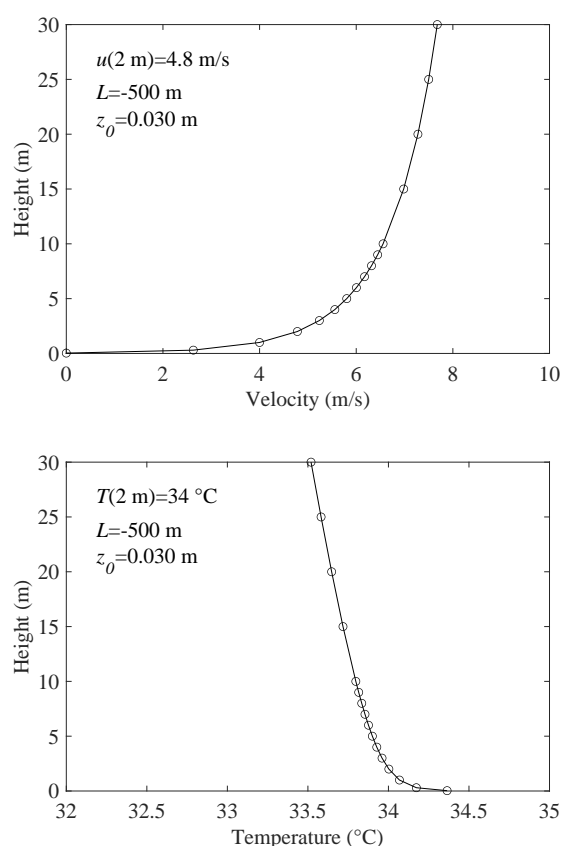 30
25
20
15
10
5
0
Height (m)
u(2 m)=4.8 m/s
L=-500 m
z0=0.030 m
0 2 4 6 8 10
Velocity (m/s)
30
25
20
15
10
5
0
Height (m)
T(2 m)=34 °C
L=-500 m
z0=0.030 m
32 32.5 33 33.5 34 34.5 35
Temperature (°C)